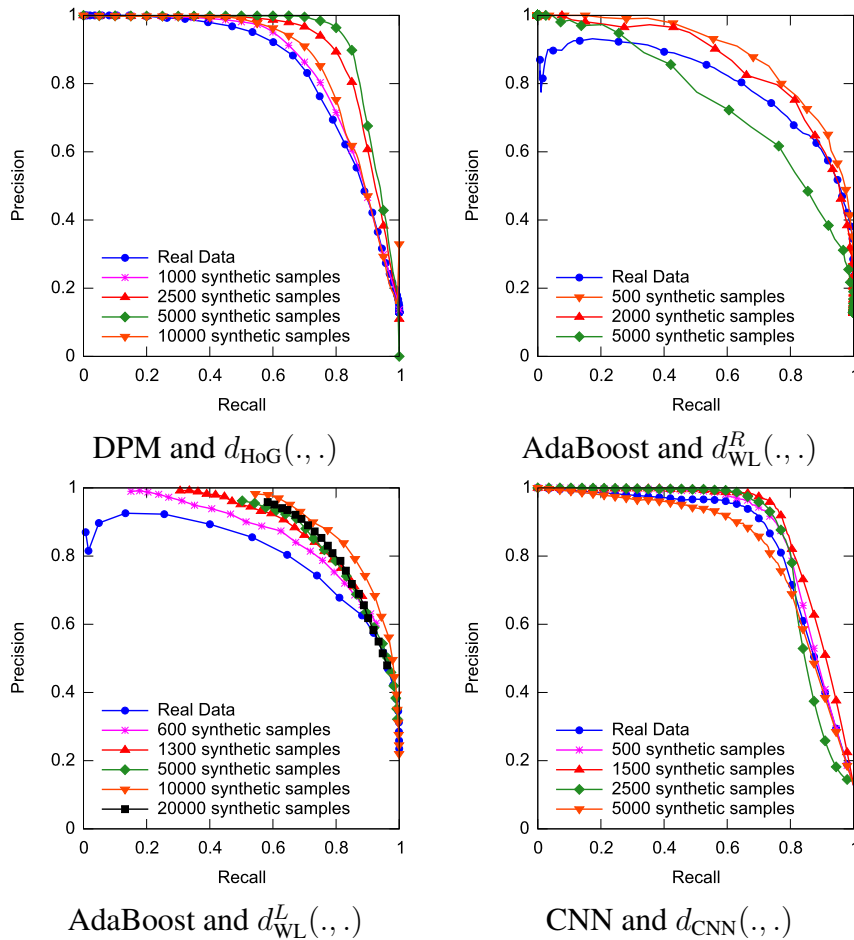 1
0.8
0.6
0.4
0.2
0
Precision
Real Data
1000 synthetic samples
2500 synthetic samples
5000 synthetic samples
10000 synthetic samples
0 0.2 0.4 0.6 0.8 1
Recall
DPM and d_HoG(., .)
1
0.8
0.6
0.4
0.2
0
Precision
Real Data
500 synthetic samples
2000 synthetic samples
5000 synthetic samples
0 0.2 0.4 0.6 0.8 1
Recall
AdaBoost and d^R_WL(., .)
1
0.8
0.6
0.4
0.2
0
Precision
Real Data
600 synthetic samples
1300 synthetic samples
5000 synthetic samples
10000 synthetic samples
20000 synthetic samples
0 0.2 0.4 0.6 0.8 1
Recall
AdaBoost and d^L_WL(., .)
1
0.8
0.6
0.4
0.2
0
Precision
Real Data
500 synthetic samples
1500 synthetic samples
2500 synthetic samples
5000 synthetic samples
0 0.2 0.4 0.6 0.8 1
Recall
CNN and d_CNN(., .)